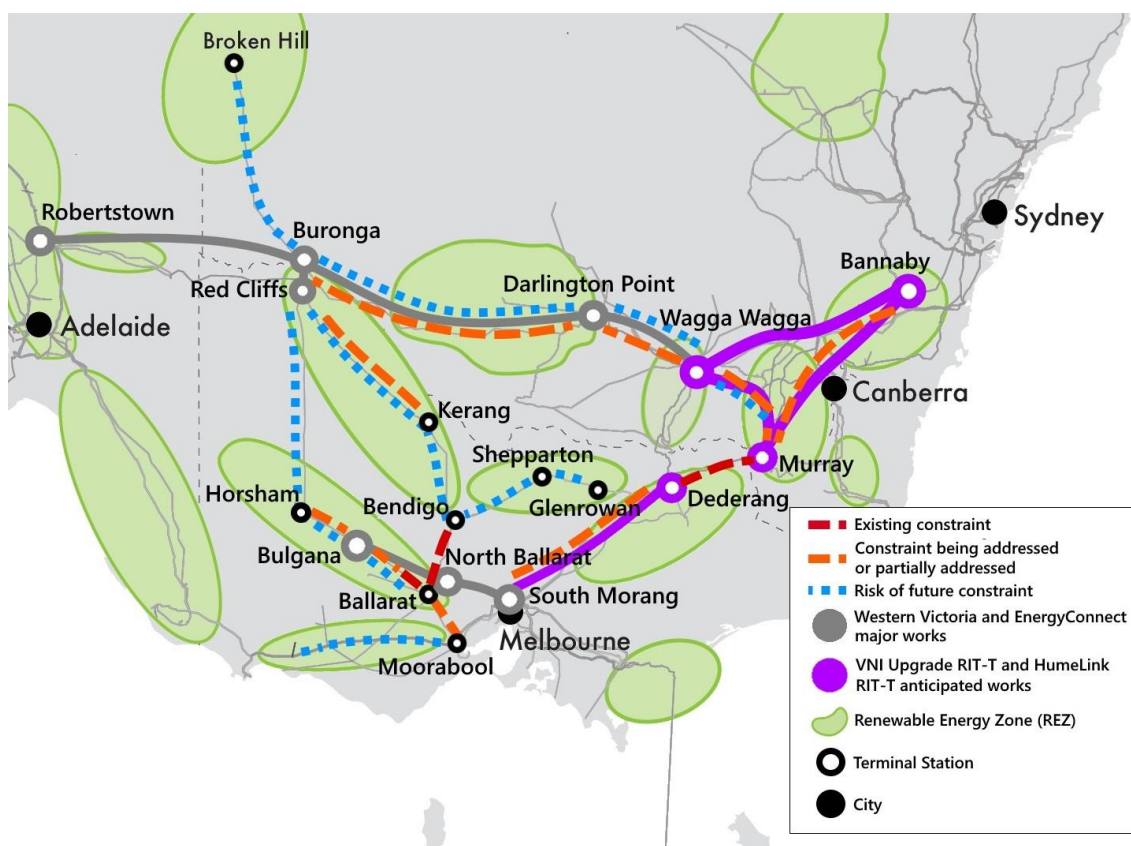 Broken Hill
Robertstown
Buronga
Sydney
Bannaby
Red Cliffs
Darlington Point
Wagga Wagga
Adelaide
Canberra
Kerang
Shepparton
Murray
Horsham
Bendigo
Glenrowan
Dederang
Bulgana
North Ballarat
Ballarat
South Morang
Melbourne
Moorabool
Existing constraint
Constraint being addressed
or partially addressed
Risk of future constraint
Western Victoria and EnergyConnect
major works
VNI Upgrade RIT-T and HumeLink
RIT-T anticipated works
Renewable Energy Zone (REZ)
Terminal Station
City